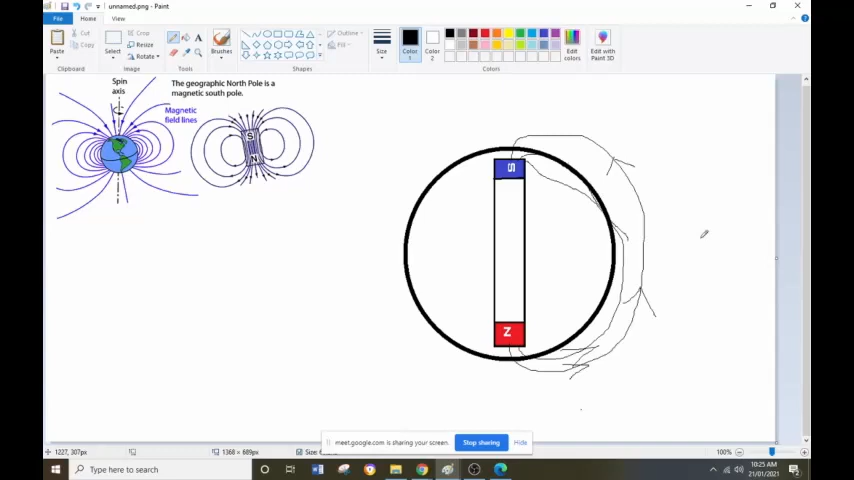 unnamed.png - Paint
File
Home
View
Paste
Cut
Copy
Clipboard
Select
Crop
Resize
Rotate
Image
Tools
Brushes
Shapes
Outline
Fill
Size
Color
1
Color
2
Edit
colors
Edit with
Paint 3D
Colors
Spin
axis
The geographic North Pole is a
magnetic south pole.
Magnetic
field lines
S
N
S
N
meet.google.com is sharing your screen.
Stop sharing
Hide
1227, 307px
1368 × 689px
100%
Type here to search
10:25 AM
21/01/2021